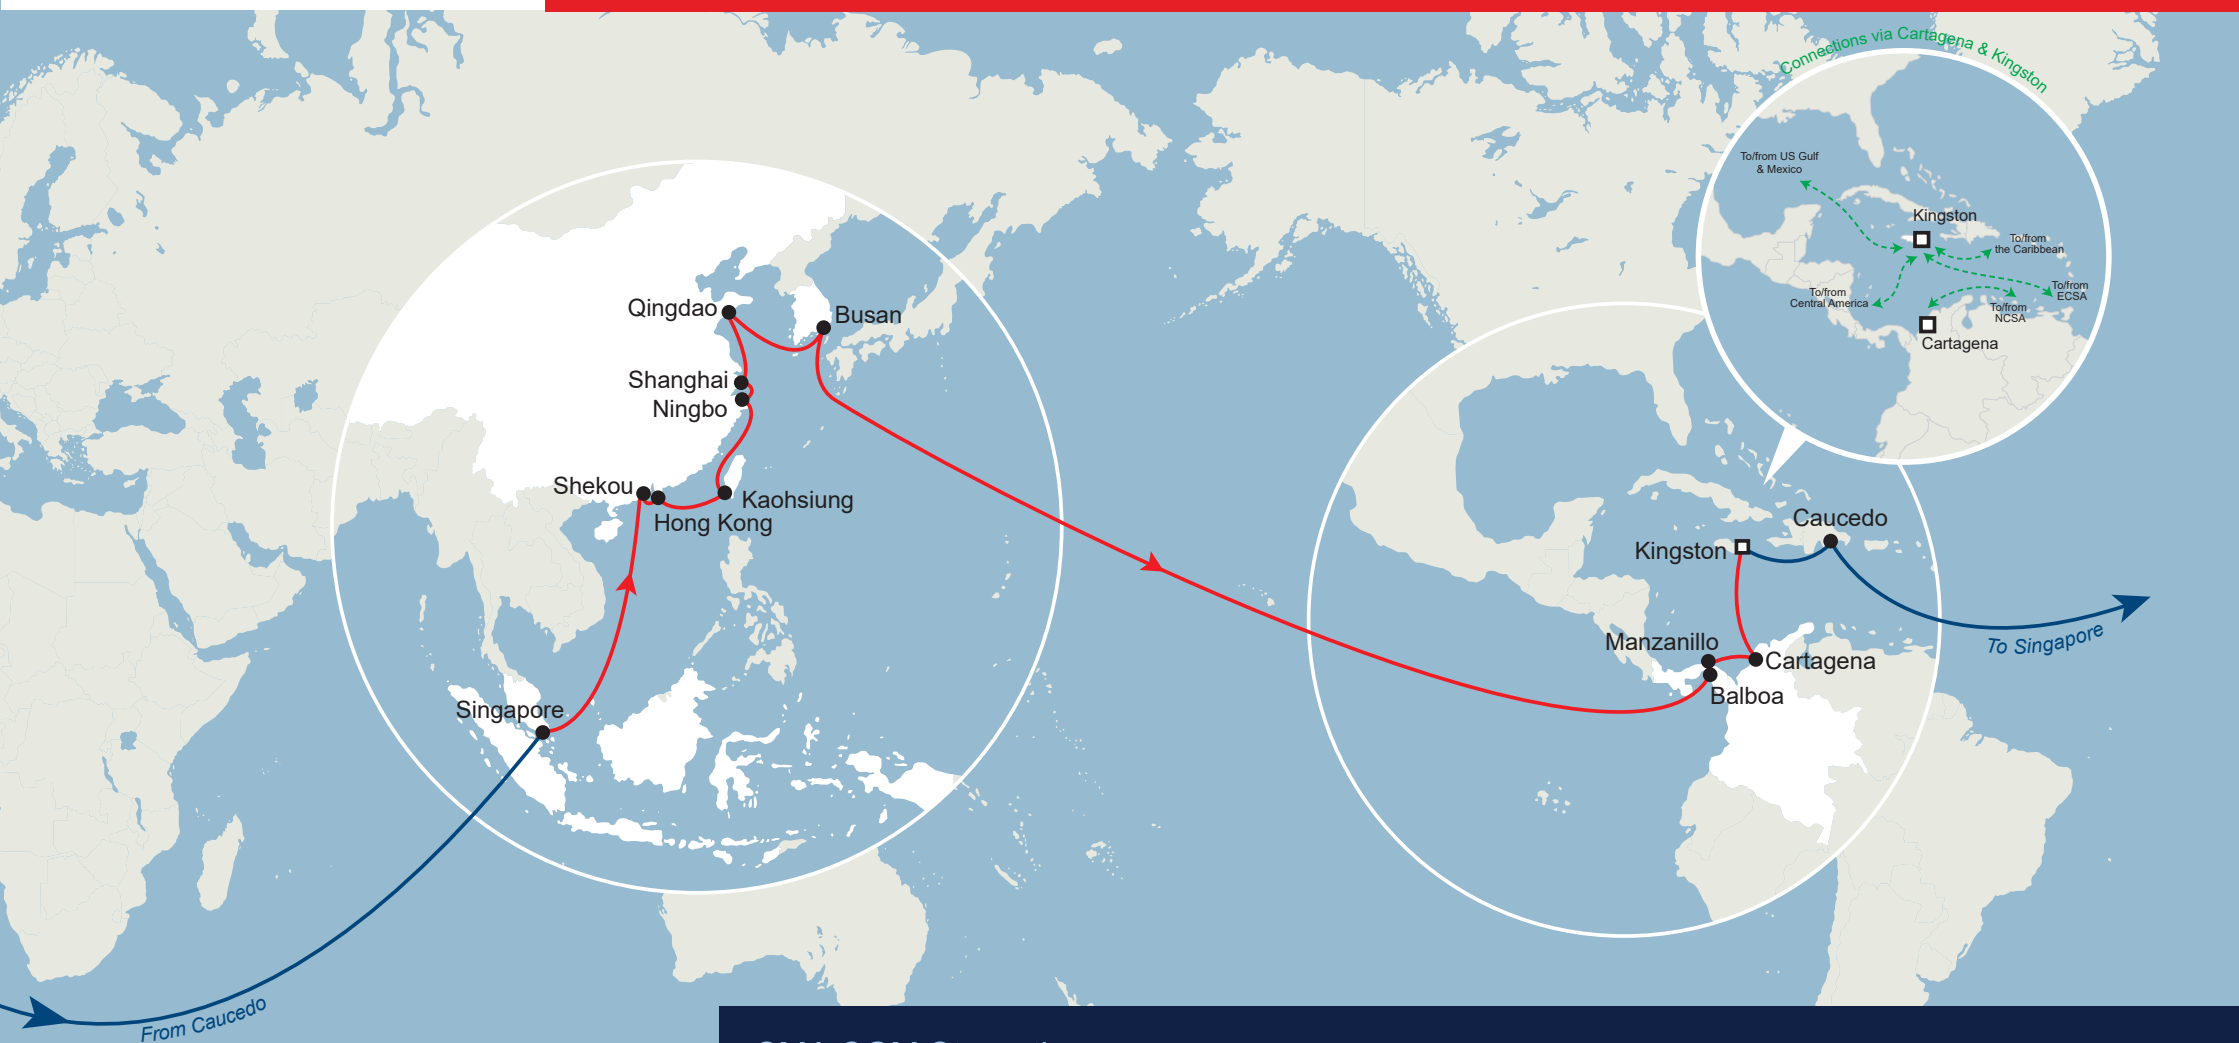 Connections via Cartagena & Kingston
To/from US Gulf
& Mexico
Kingston
To/from
the Caribbean
To/from
Central America
To/from
ECSA
To/from
NCSA
Cartagena
Qingdao
Busan
Shanghai
Ningbo
Shekou
Kaohsiung
Hong Kong
Singapore
Caucedo
Kingston
Manzanillo
Cartagena
Balboa
To Singapore
From Caucedo